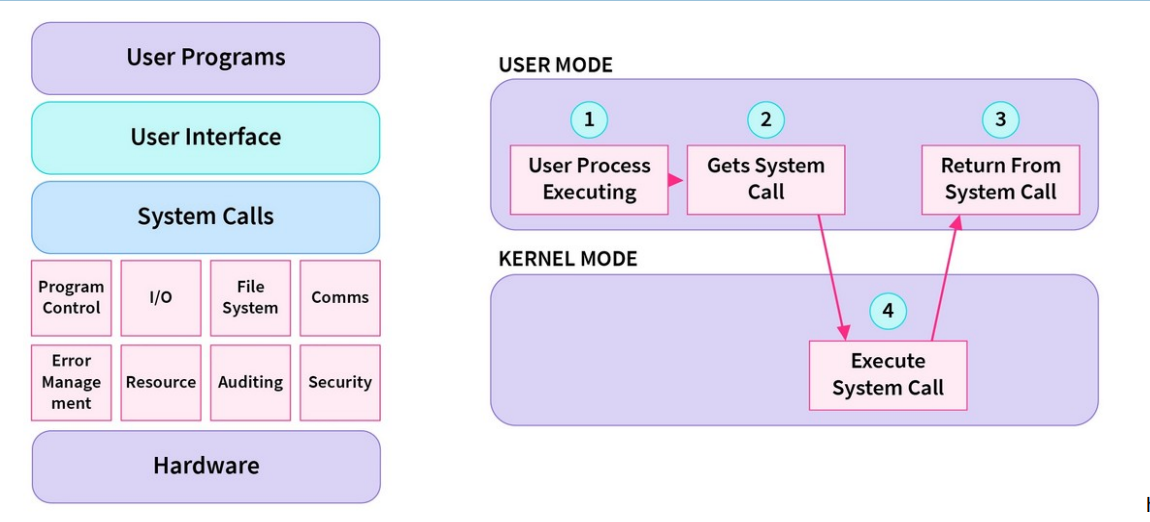 User Programs
User Interface
System Calls
Program
Control
I/O
File
System
Comms
Error
Manage
ment
Resource
Auditing
Security
Hardware
USER MODE
1
User Process
Executing
2
Gets System
Call
3
Return From
System Call
KERNEL MODE
4
Execute
System Call